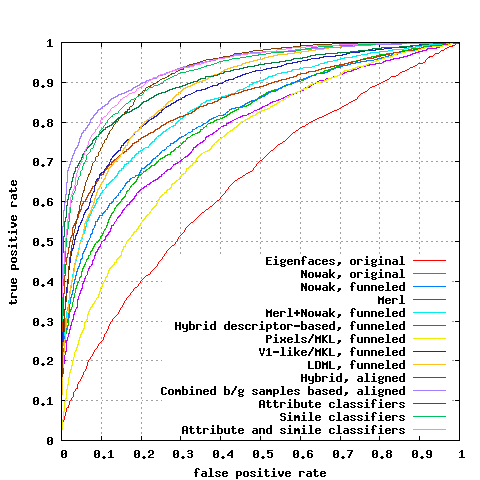 1
0.9
0.8
0.7
0.6
0.5
0.4
0.3
0.2
0.1
0
true positive rate
Eigenfaces, original
Nowak, original
Nowak, funneled
Merl
Merl+Nowak, funneled
Hybrid descriptor-based, funneled
Pixels/MKL, funneled
V1-like/MKL, funneled
LDML, funneled
Hybrid, aligned
Combined b/g samples based, aligned
Attribute classifiers
Simile classifiers
Attribute and simile classifiers
0 0.1 0.2 0.3 0.4 0.5 0.6 0.7 0.8 0.9 1
false positive rate